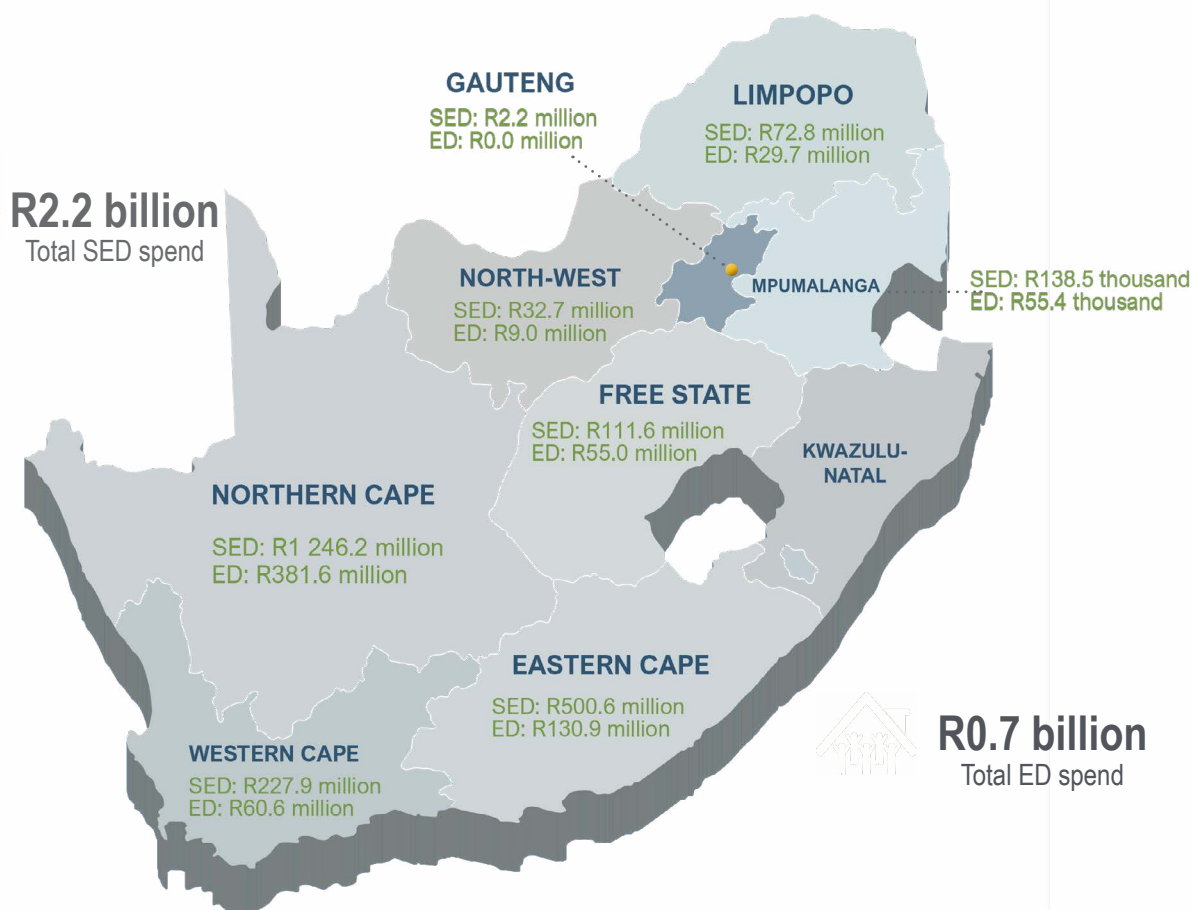 GAUTENG
SED: R2.2 million
ED: R0.0 million
LIMPOPO
SED: R72.8 million
ED: R29.7 million
R2.2 billion
Total SED spend
NORTH-WEST
SED: R32.7 million
ED: R9.0 million
MPUMALANGA
SED: R138.5 thousand
ED: R55.4 thousand
FREE STATE
SED: R111.6 million
ED: R55.0 million
KWAZULU-
NATAL
NORTHERN CAPE
SED: R1 246.2 million
ED: R381.6 million
EASTERN CAPE
SED: R500.6 million
ED: R130.9 million
WESTERN CAPE
SED: R227.9 million
ED: R60.6 million
R0.7 billion
Total ED spend